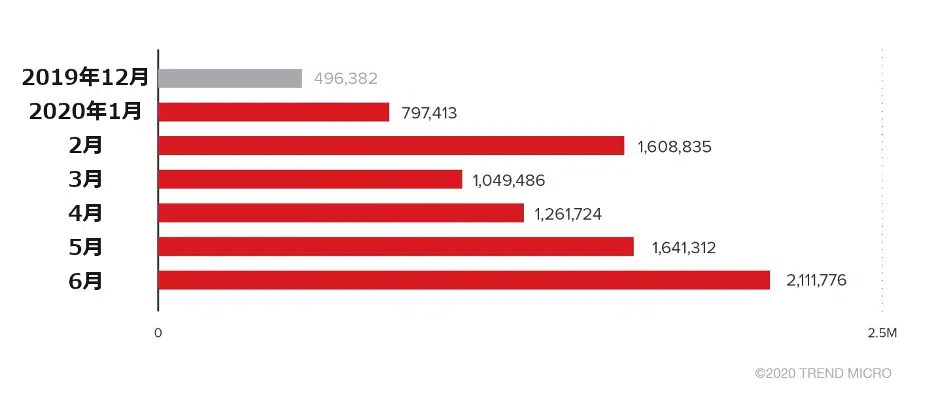 2019年12月 496,382
2020年1月 797,413
2月 1,608,835
3月 1,049,486
4月 1,261,724
5月 1,641,312
6月 2,111,776
0 2.5M
©2020 TREND MICRO